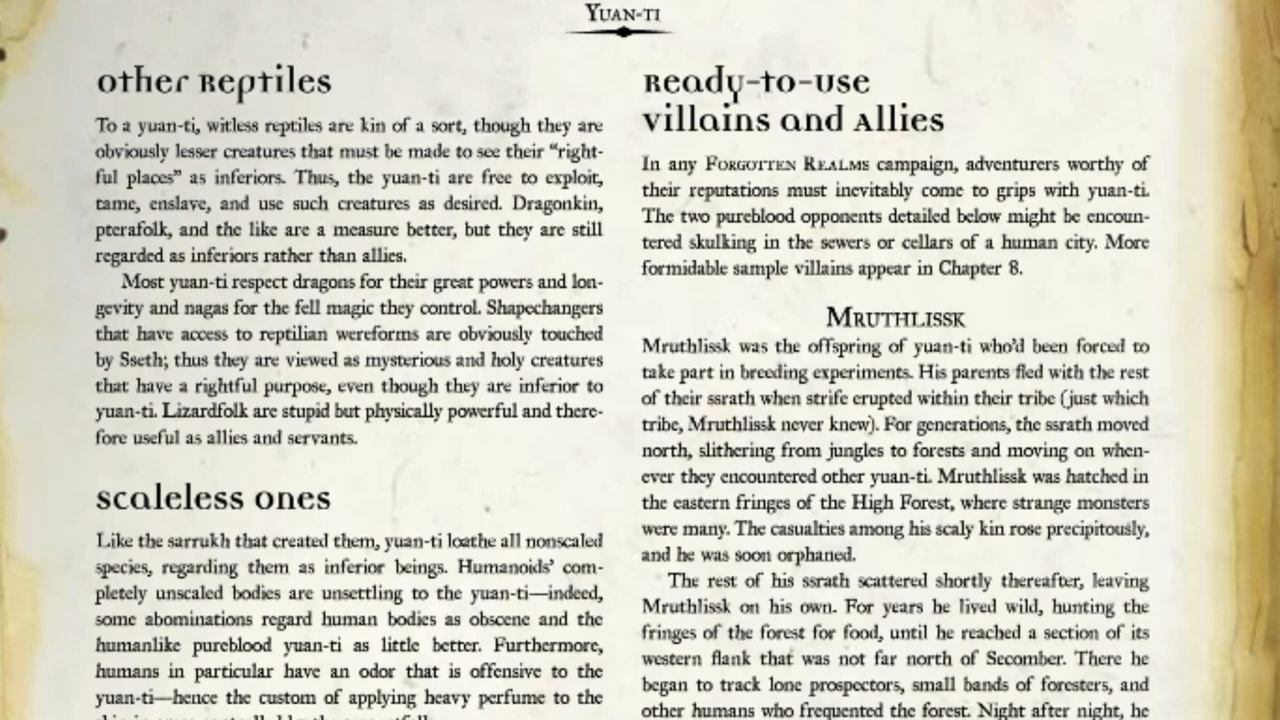 Yuan-ti
other Reptiles
To a yuan-ti, witless reptiles are kin of a sort, though they are
obviously lesser creatures that must be made to see their “right-
ful places” as inferiors. Thus, the yuan-ti are free to exploit,
tame, enslave, and use such creatures as desired. Dragonkin,
pterafolk, and the like are a measure better, but they are still
regarded as inferiors rather than allies.
Most yuan-ti respect dragons for their great powers and lon-
gevity and nagas for the fell magic they control. Shapechangers
that have access to reptilian wereforms are obviously touched
by Sseth; thus they are viewed as mysterious and holy creatures
that have a rightful purpose, even though they are inferior to
yuan-ti. Lizardfolk are stupid but physically powerful and there-
fore useful as allies and servants.
scaleless ones
Like the sarrukh that created them, yuan-ti loathe all nonscaled
species, regarding them as inferior beings. Humanoids’ com-
pletely unscaled bodies are unsettling to the yuan-ti—indeed,
some abominations regard human bodies as obscene and the
humanlike pureblood yuan-ti as little better. Furthermore,
humans in particular have an odor that is offensive to the
yuan-ti—hence the custom of applying heavy perfume to the
Ready-to-use
villains and Allies
In any Forgotten Realms campaign, adventurers worthy of
their reputations must inevitably come to grips with yuan-ti.
The two pureblood opponents detailed below might be encoun-
tered skulking in the sewers or cellars of a human city. More
formidable sample villains appear in Chapter 8.
Mruthlissk
Mruthlissk was the offspring of yuan-ti who’d been forced to
take part in breeding experiments. His parents fled with the rest
of their ssrath when strife erupted within their tribe (just which
tribe, Mruthlissk never knew). For generations, the ssrath moved
north, slithering from jungles to forests and moving on when-
ever they encountered other yuan-ti. Mruthlissk was hatched in
the eastern fringes of the High Forest, where strange monsters
were many. The casualties among his scaly kin rose precipitously,
and he was soon orphaned.
The rest of his ssrath scattered shortly thereafter, leaving
Mruthlissk on his own. For years he lived wild, hunting the
fringes of the forest for food, until he reached a section of its
western flank that was not far north of Secomber. There he
began to track lone prospectors, small bands of foresters, and
other humans who frequented the forest. Night after night, he